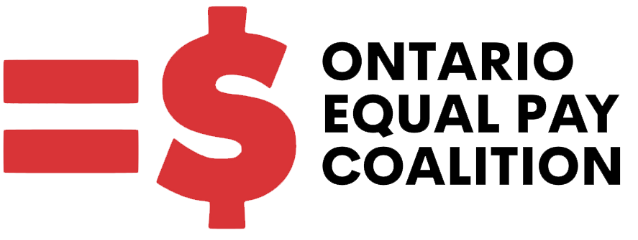 =$
ONTARIO
EQUAL PAY
COALITION